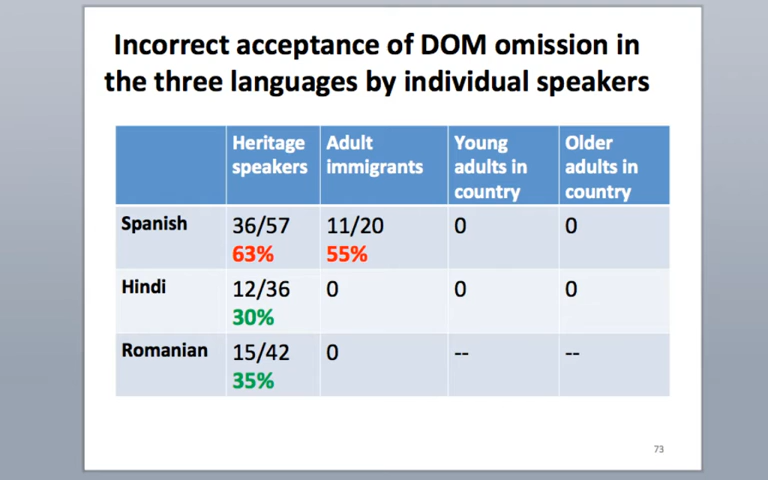 Incorrect acceptance of DOM omission in
the three languages by individual speakers
Heritage speakers Adult immigrants Young adults in country Older adults in country
Spanish 36/57 11/20 0 0
63% 55%
Hindi 12/36 0 0 0
30%
Romanian 15/42 0 -- --
35%
73